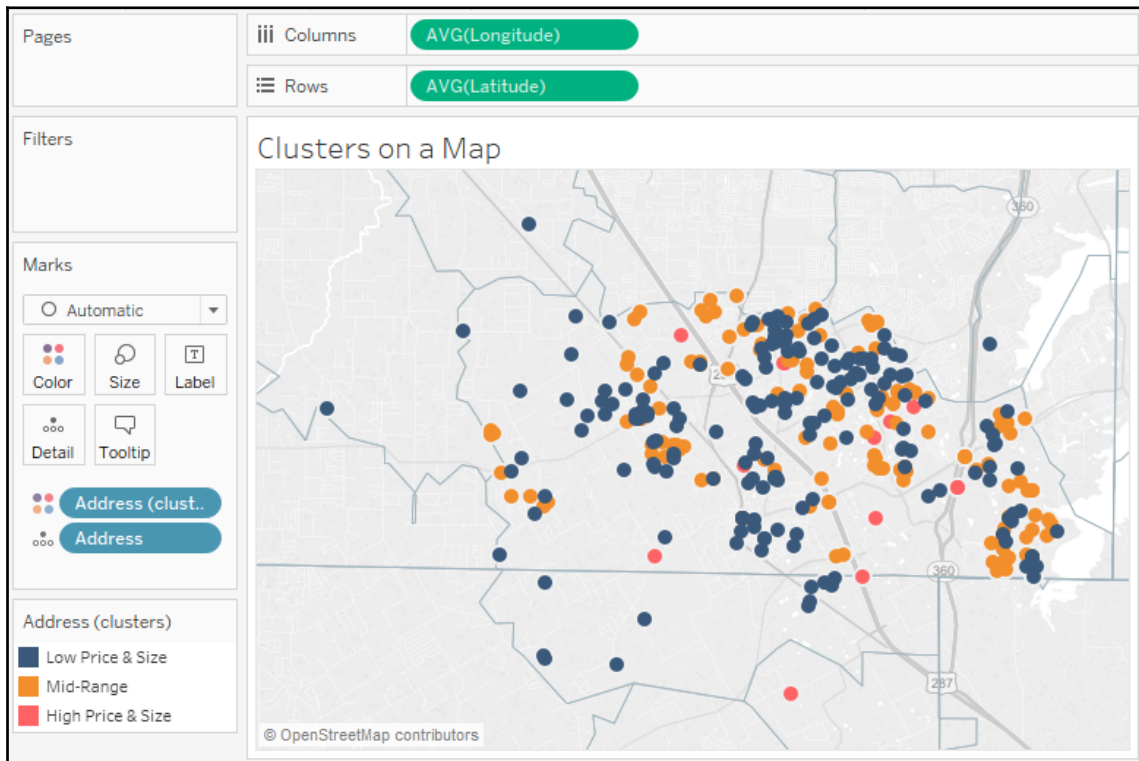 Pages
Columns
AVG(Longitude)
Rows
AVG(Latitude)
Filters
Marks
Automatic
Color
Size
Label
Detail
Tooltip
Address (clust..
Address
Address (clusters)
Low Price & Size
Mid-Range
High Price & Size
Clusters on a Map
360
360
287
© OpenStreetMap contributors